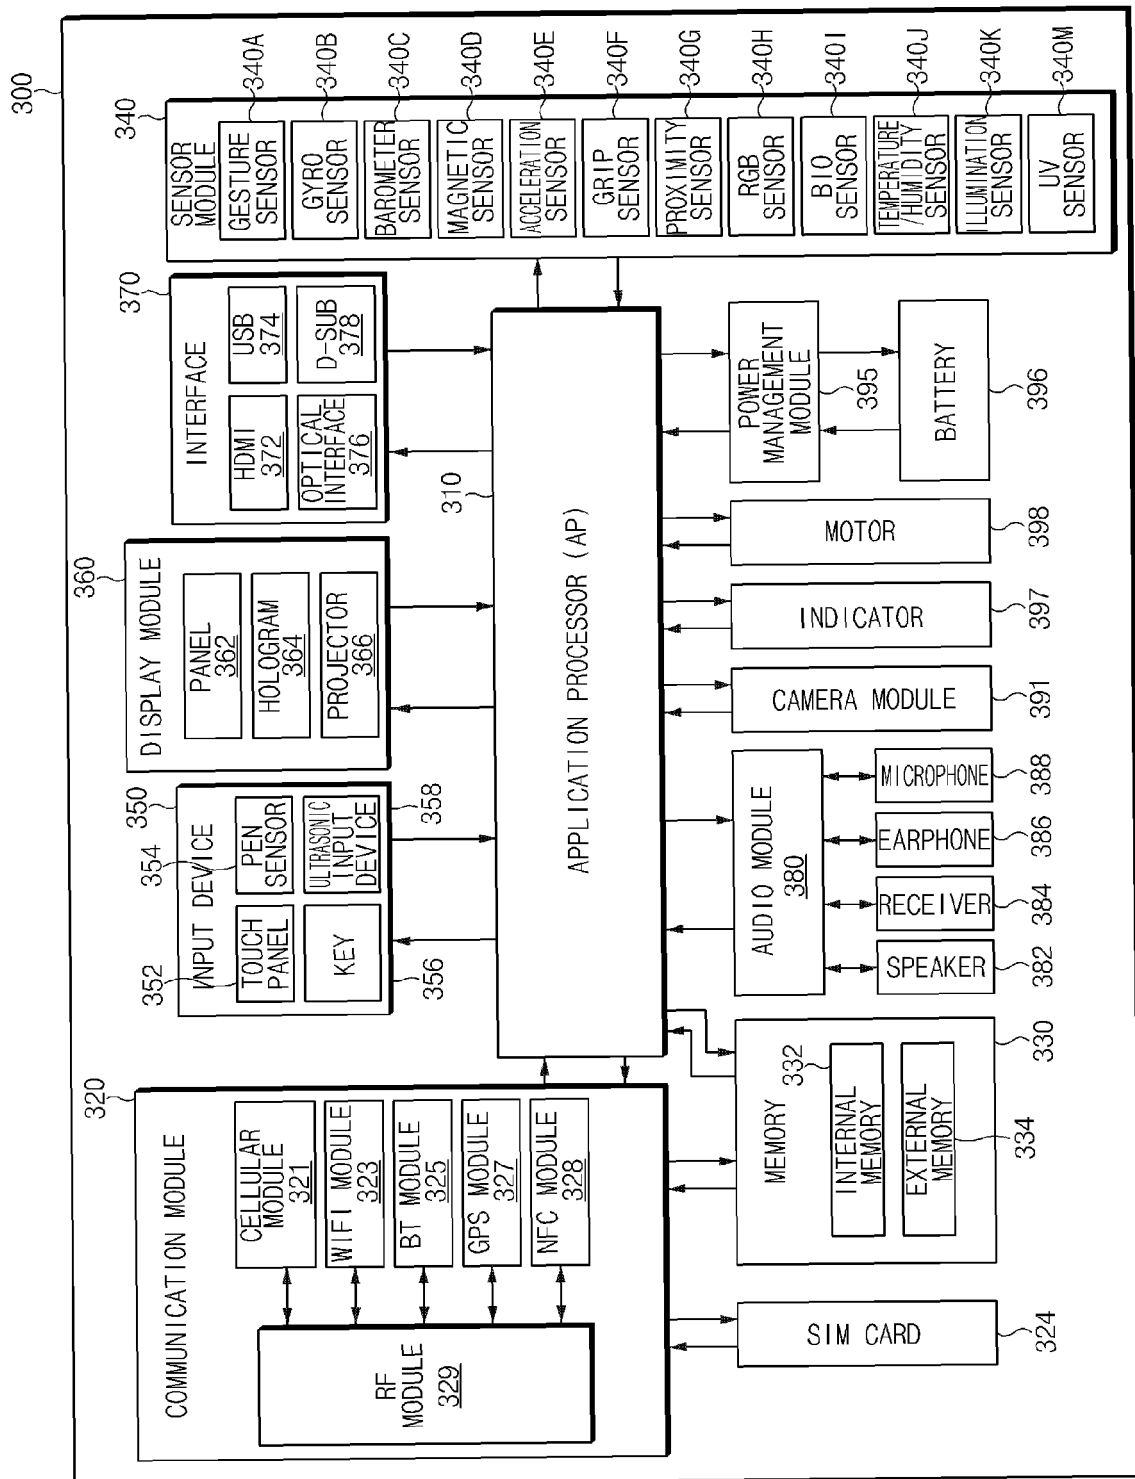 300
COMMUNICATION MODULE
320
RF
MODULE
329
CELLULAR
MODULE
321
WIFI MODULE
323
BT MODULE
325
GPS MODULE
327
NFC MODULE
328
INPUT DEVICE
350
352
TOUCH
PANEL
354
PEN
SENSOR
KEY
356
ULTRASONIC
INPUT
DEVICE
358
DISPLAY MODULE
360
PANEL
362
HOLOGRAM
364
PROJECTOR
366
INTERFACE
370
HDMI
372
USB
374
OPTICAL
INTERFACE
376
D-SUB
378
SENSOR
MODULE
340
GESTURE
SENSOR
340A
GYRO
SENSOR
340B
BAROMETER
SENSOR
340C
MAGNETIC
SENSOR
340D
ACCELERATION
SENSOR
340E
GRIP
SENSOR
340F
PROXIMITY
SENSOR
340G
RGB
SENSOR
340H
BIO
SENSOR
340I
TEMPERATURE
/HUMIDITY
SENSOR
340J
ILLUMINATION
SENSOR
340K
UV
SENSOR
340M
310
APPLICATION PROCESSOR (AP)
SIM CARD
324
MEMORY
332
INTERNAL
MEMORY
EXTERNAL
MEMORY
334
330
AUDIO MODULE
380
SPEAKER
382
RECEIVER
384
EARPHONE
386
MICROPHONE
388
CAMERA MODULE
391
INDICATOR
397
MOTOR
398
POWER
MANAGEMENT
MODULE
395
BATTERY
396